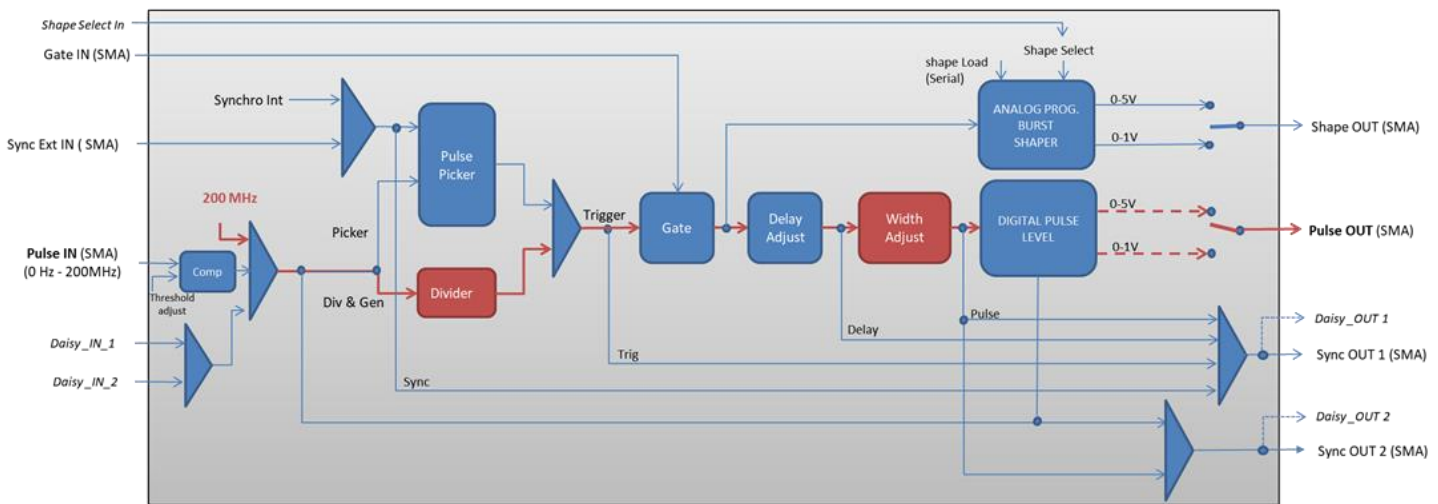 Shape Select In
Gate IN (SMA)
Shape Select
shape Load
(Serial)
Synchro Int
Sync Ext IN ( SMA)
Pulse
Picker
ANALOG PROG.
BURST
SHAPER
0-5V
0-1V
Shape OUT (SMA)
200 MHz
Picker
Trigger
Gate
Delay
Adjust
Width
Adjust
DIGITAL PULSE
LEVEL
0-5V
0-1V
Pulse OUT (SMA)
Pulse IN (SMA)
(0 Hz - 200MHz)
Comp
Threshold
adjust
Div & Gen
Divider
Daisy_IN_1
Daisy_IN_2
Pulse
Delay
Trig
Sync
Daisy_OUT 1
Sync OUT 1 (SMA)
Daisy_OUT 2
Sync OUT 2 (SMA)